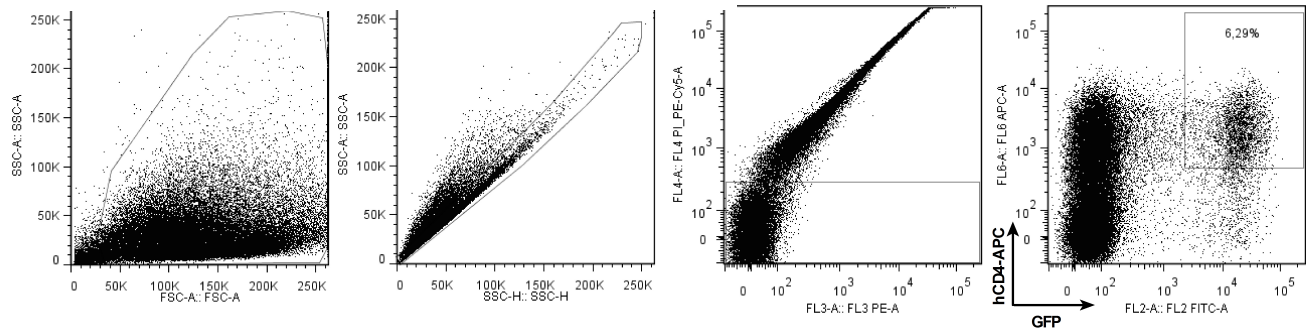 250K
200K
150K
100K
50K
0
SSC-A:: SSC-A
0 50K 100K 150K 200K 250K
FSC-A:: FSC-A
250K
200K
150K
100K
50K
0
SSC-A:: SSC-A
0 50K 100K 150K 200K 250K
SSC-H:: SSC-H
10^5
10^4
10^3
10^2
0
FL4-A:: FL4 PI_PE-Cy5-A
0 10^2 10^3 10^4 10^5
FL3-A:: FL3 PE-A
6,29%
10^5
10^4
10^3
10^2
0
FL6-A:: FL6 APC-A
0 10^2 10^3 10^4 10^5
FL2-A:: FL2 FITC-A
hCD4-APC
GFP